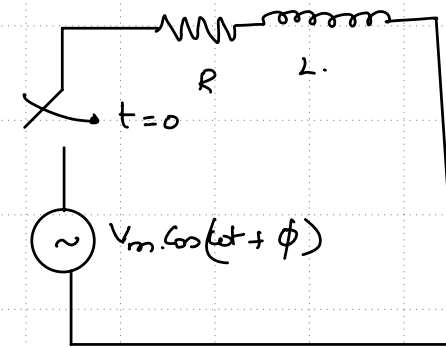 R
L.
t = 0
~
Vm.Cos(ωt + ϕ)